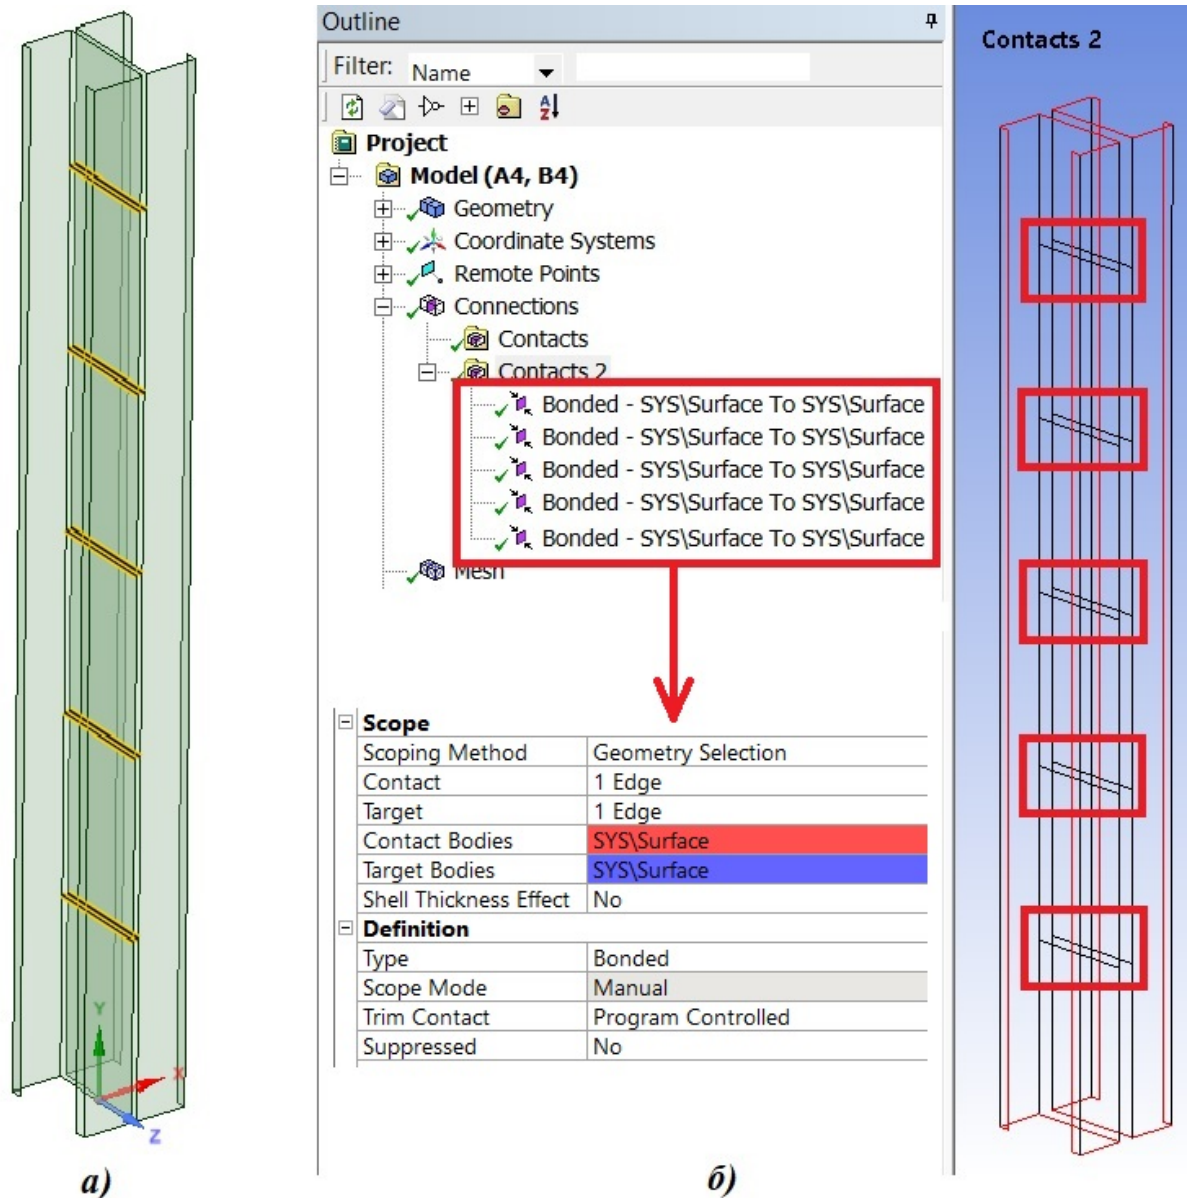 Outline
Filter: Name
Project
Model (A4, B4)
Geometry
Coordinate Systems
Remote Points
Connections
Contacts
Contacts 2
Bonded - SYS\Surface To SYS\Surface
Bonded - SYS\Surface To SYS\Surface
Bonded - SYS\Surface To SYS\Surface
Bonded - SYS\Surface To SYS\Surface
Bonded - SYS\Surface To SYS\Surface
Mesh
Scope
Scoping Method Geometry Selection
Contact 1 Edge
Target 1 Edge
Contact Bodies SYS\Surface
Target Bodies SYS\Surface
Shell Thickness Effect No
Definition
Type Bonded
Scope Mode Manual
Trim Contact Program Controlled
Suppressed No
Contacts 2
Y
X
Z
а)
б)